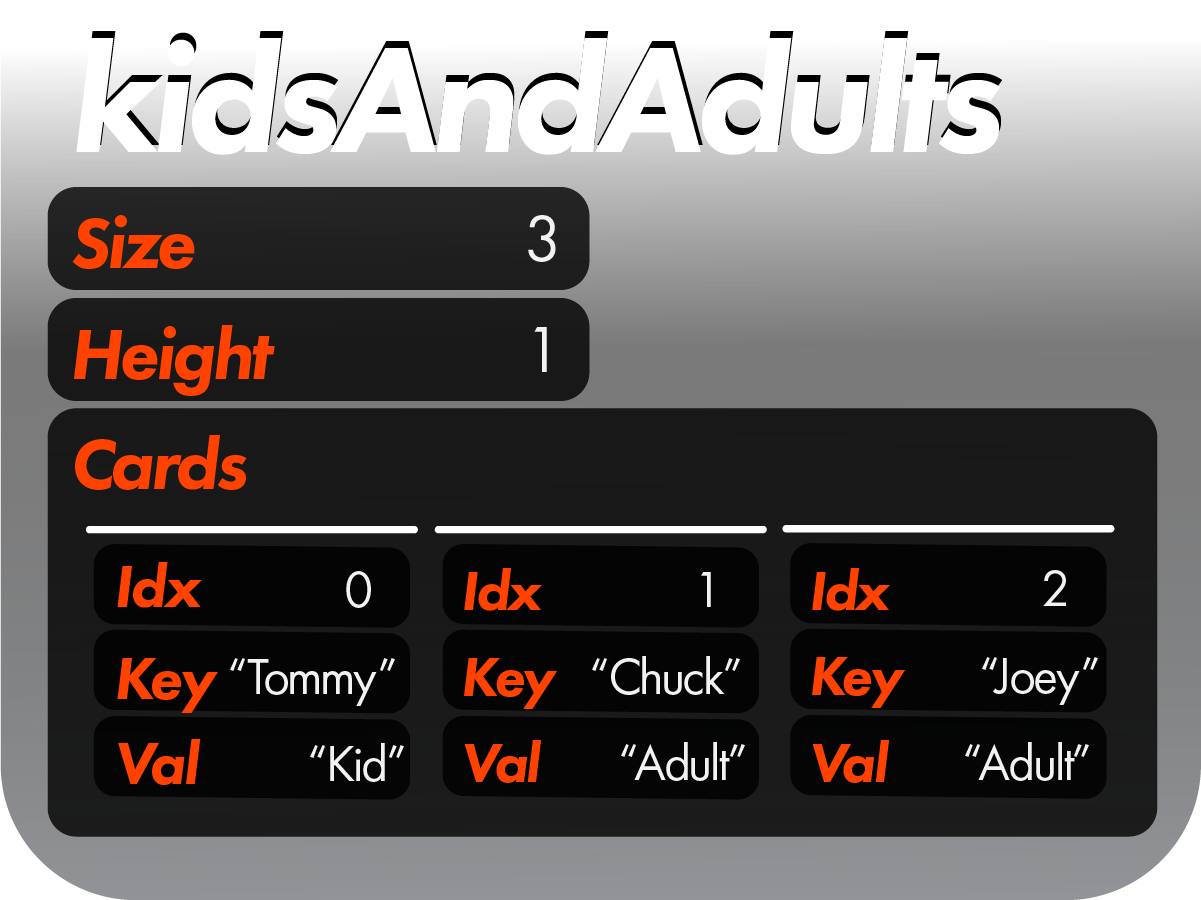 kidsAndAdults
Size 3
Height 1
Cards
Idx 0 Idx 1 Idx 2
Key “Tommy” Key “Chuck” Key “Joey”
Val “Kid” Val “Adult” Val “Adult”